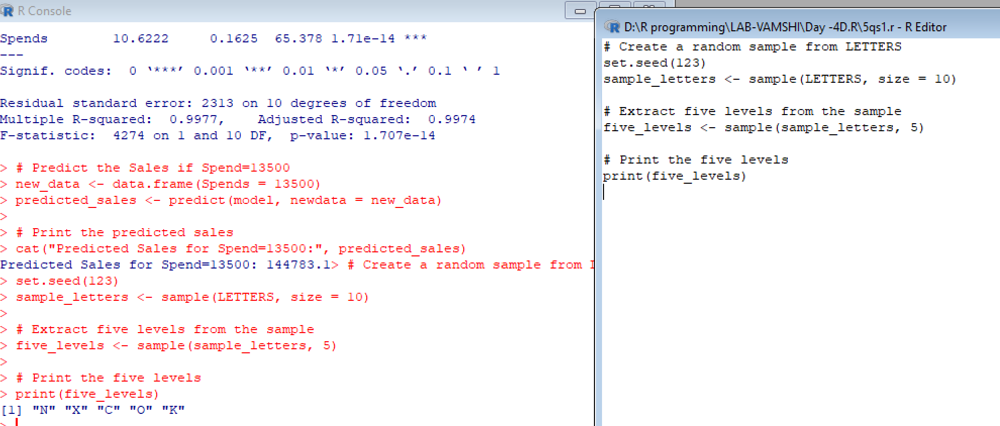 R Console
Spends        10.6222     0.1625  65.378 1.71e-14 ***
---
Signif. codes:  0 ‘***’ 0.001 ‘**’ 0.01 ‘*’ 0.05 ‘.’ 0.1 ‘ ’ 1
Residual standard error: 2313 on 10 degrees of freedom
Multiple R-squared:  0.9977,    Adjusted R-squared:  0.9974
F-statistic:  4274 on 1 and 10 DF,  p-value: 1.707e-14
> # Predict the Sales if Spend=13500
> new_data <- data.frame(Spends = 13500)
> predicted_sales <- predict(model, newdata = new_data)
>
> # Print the predicted sales
> cat("Predicted Sales for Spend=13500:", predicted_sales)
Predicted Sales for Spend=13500: 144783.1> # Create a random sample from
> set.seed(123)
> sample_letters <- sample(LETTERS, size = 10)
>
> # Extract five levels from the sample
> five_levels <- sample(sample_letters, 5)
>
> # Print the five levels
> print(five_levels)
[1] "N" "X" "C" "O" "K"
>
D:\R programming\LAB-VAMSHI\Day -4D.R\5qs1.r - R Editor
# Create a random sample from LETTERS
set.seed(123)
sample_letters <- sample(LETTERS, size = 10)
# Extract five levels from the sample
five_levels <- sample(sample_letters, 5)
# Print the five levels
print(five_levels)